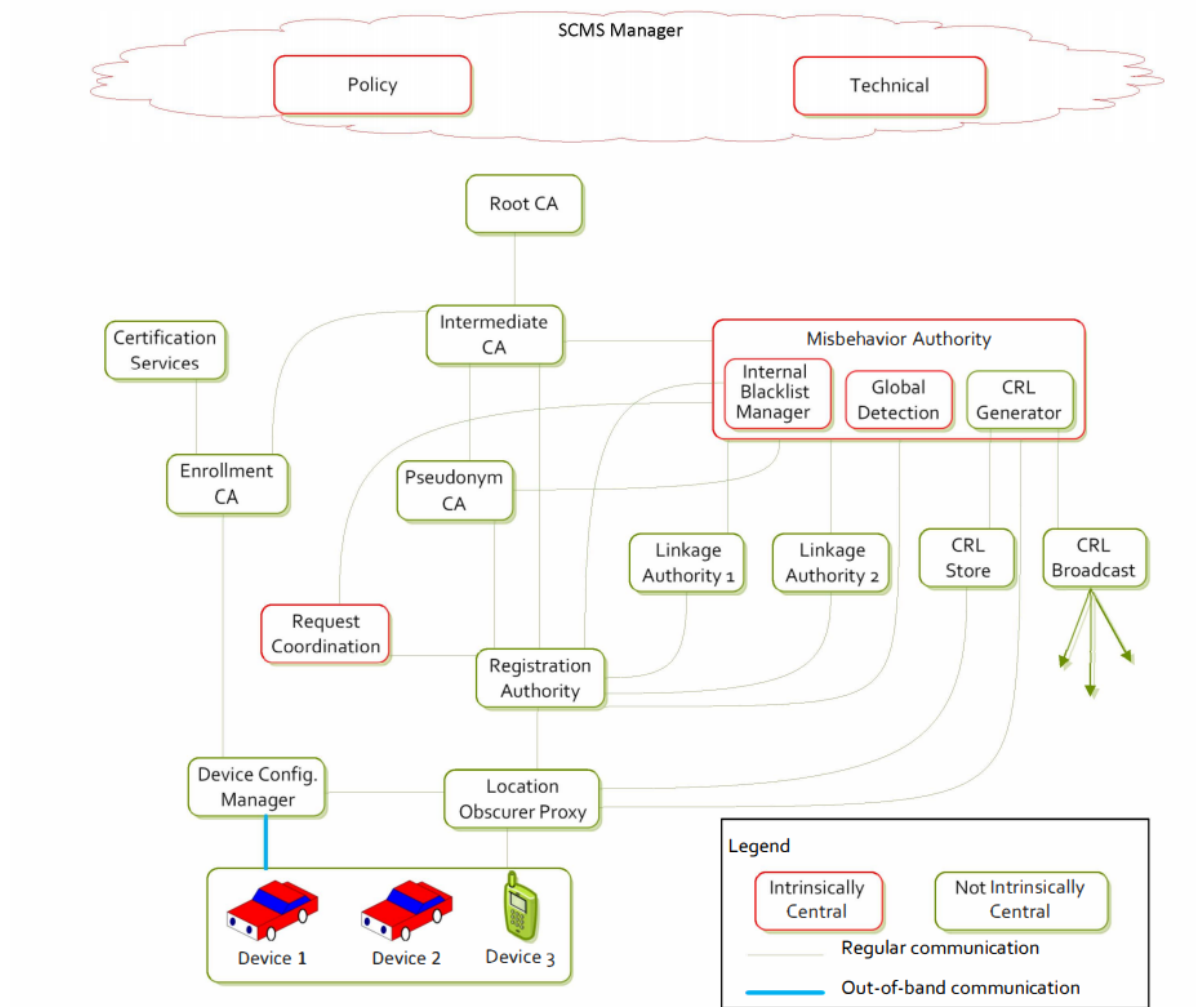 SCMS Manager
Policy
Technical
Root CA
Intermediate
CA
Certification
Services
Misbehavior Authority
Internal
Blacklist
Manager
Global
Detection
CRL
Generator
Enrollment
CA
Pseudonym
CA
Linkage
Authority 1
Linkage
Authority 2
CRL
Store
CRL
Broadcast
Request
Coordination
Registration
Authority
Device Config.
Manager
Location
Obscurer Proxy
Device 1
Device 2
Device 3
Legend
Intrinsically
Central
Not Intrinsically
Central
Regular communication
Out-of-band communication